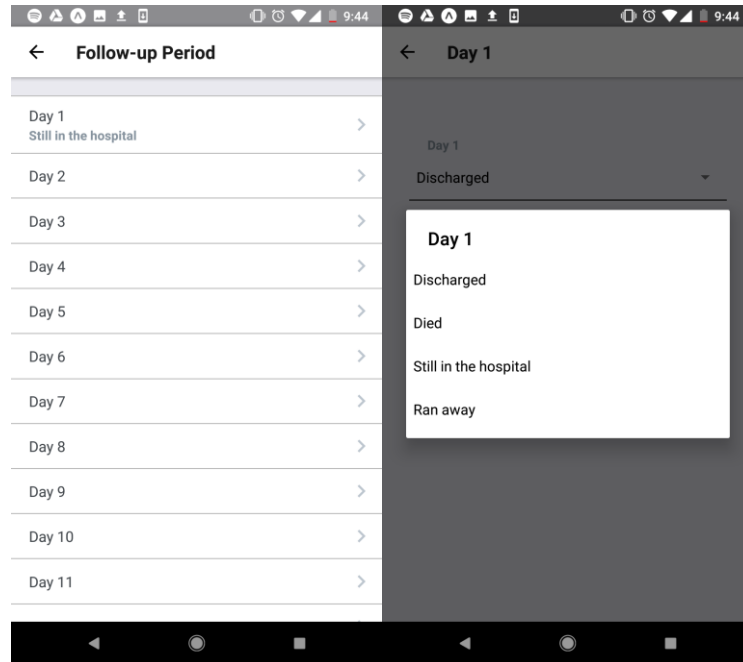 9:44
Follow-up Period
Day 1
Still in the hospital
Day 2
Day 3
Day 4
Day 5
Day 6
Day 7
Day 8
Day 9
Day 10
Day 11
9:44
Day 1
Day 1
Discharged
Day 1
Discharged
Died
Still in the hospital
Ran away